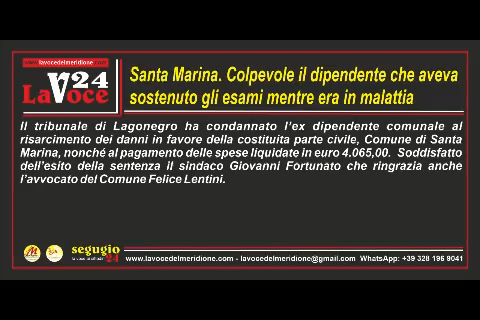 www.lavocedelmeridione.com
V24
LaVoce
Santa Marina. Colpevole il dipendente che aveva
sostenuto gli esami mentre era in malattia
Il tribunale di Lagonegro ha condannato l'ex dipendente comunale al
risarcimento dei danni in favore della costituita parte civile, Comune di Santa
Marina, nonché al pagamento delle spese liquidate in euro 4.065,00. Soddisfatto
dell'esito della sentenza il sindaco Giovanni Fortunato che ringrazia anche
l'avvocato del Comune Felice Lentini.
segugio
24
www.lavocedelmeridione.com - lavocedelmeridione@gmail.com WhatsApp: +39 328 196 9041